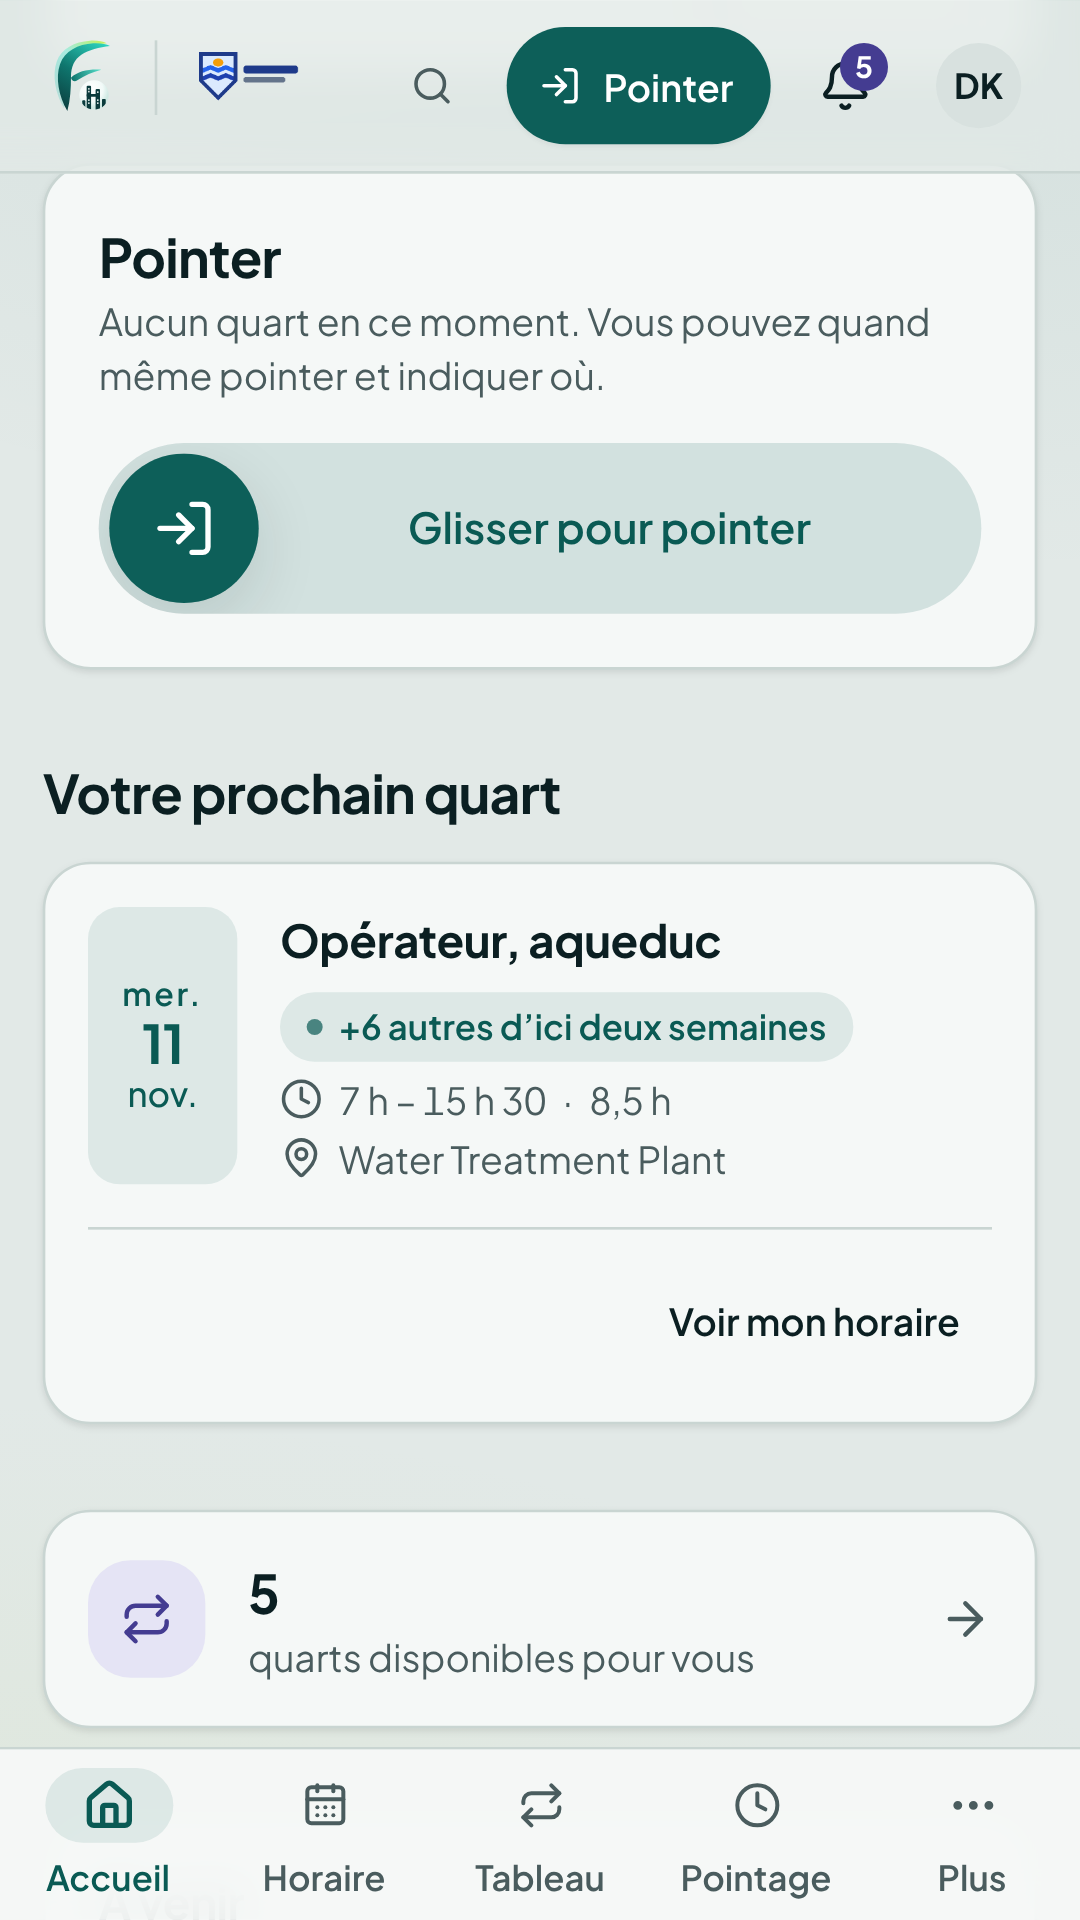 Pointer
5
DK
Pointer
Aucun quart en ce moment. Vous pouvez quand
même pointer et indiquer où.
Glisser pour pointer
Votre prochain quart
mer.
11
nov.
Opérateur, aqueduc
+6 autres d’ici deux semaines
7 h – 15 h 30 · 8,5 h
Water Treatment Plant
Voir mon horaire
5
quarts disponibles pour vous
Accueil
Horaire
Tableau
Pointage
Plus
À venir